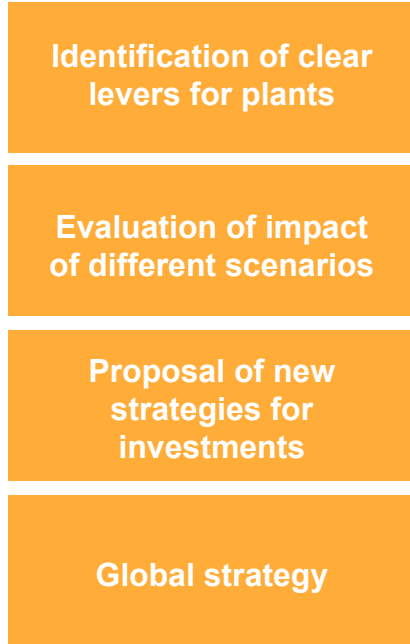 Identification of clear
levers for plants
Evaluation of impact
of different scenarios
Proposal of new
strategies for
investments
Global strategy